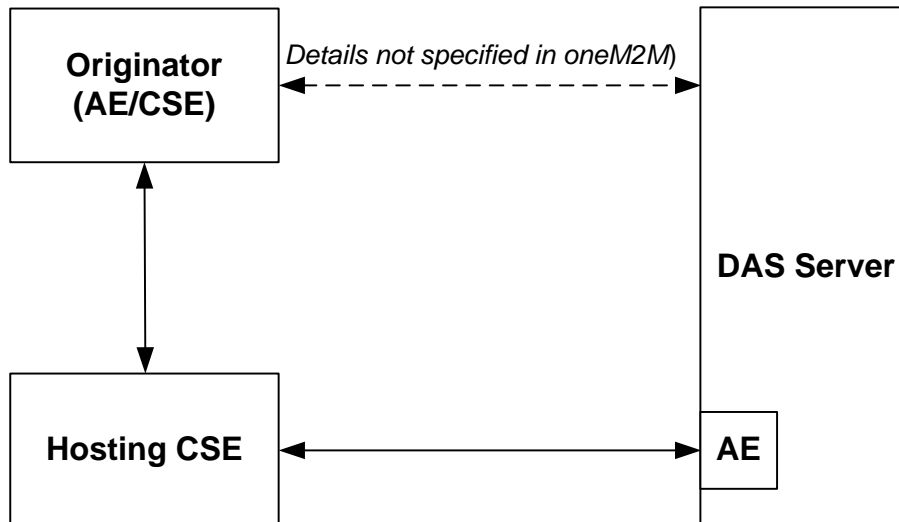 Originator
(AE/CSE)
Details not specified in oneM2M)
DAS Server
Hosting CSE
AE